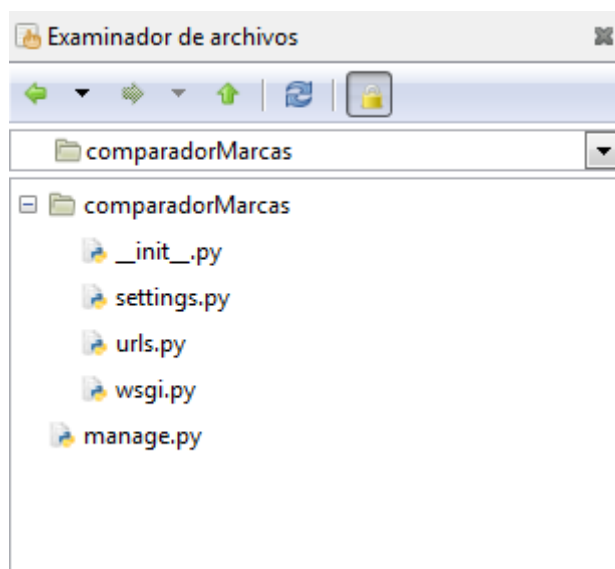 Examinador de archivos
comparadorMarcas
comparadorMarcas
__init__.py
settings.py
urls.py
wsgi.py
manage.py